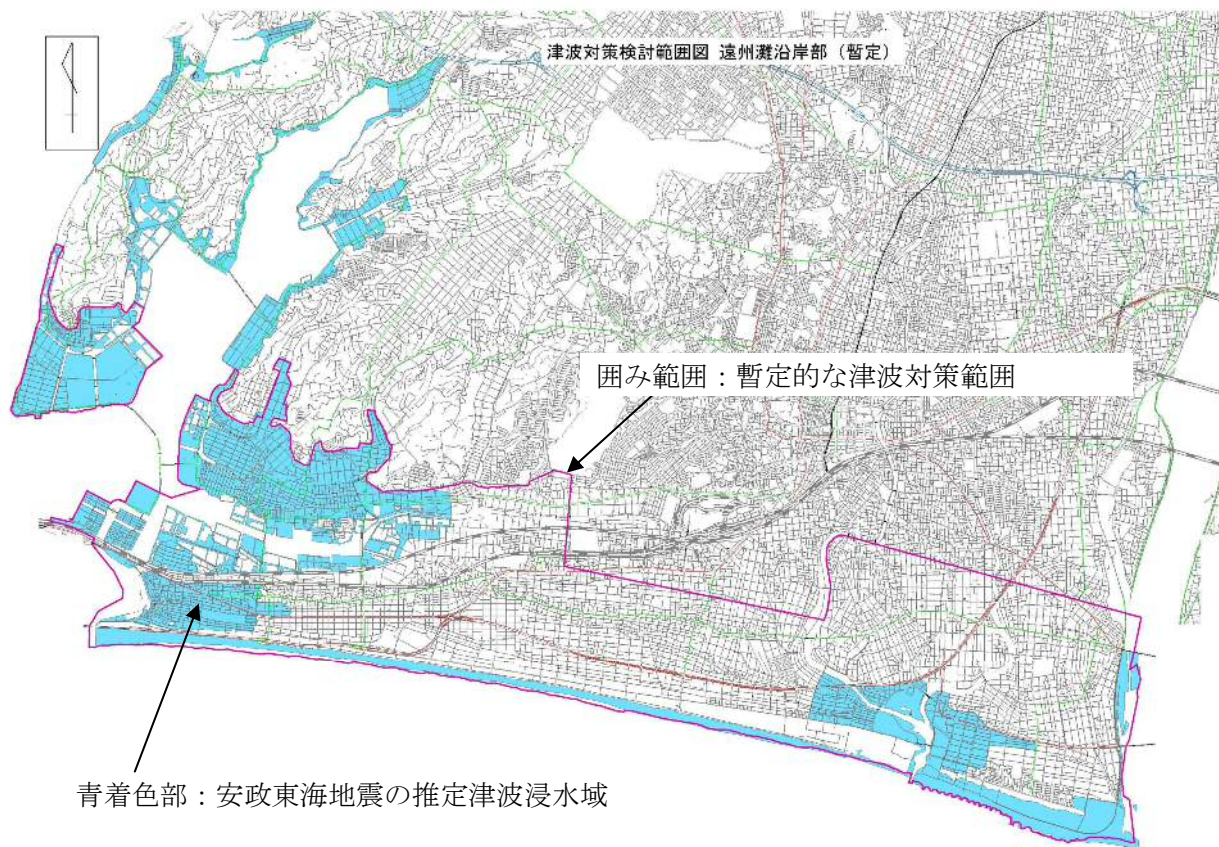 津波対策検討範囲図 遠州灘沿岸部（暫定）
囲み範囲：暫定的な津波対策範囲
青着色部：安政東海地震の推定津波浸水域